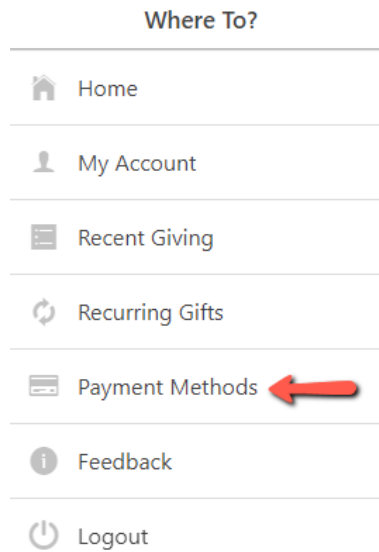 Where To?
Home
My Account
Recent Giving
Recurring Gifts
Payment Methods
Feedback
Logout